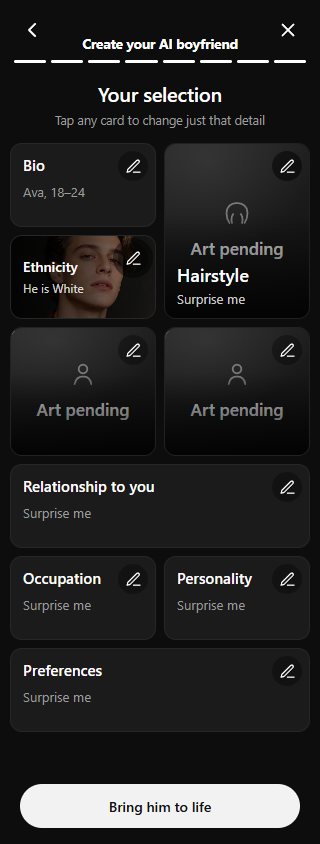 Create your AI boyfriend
Your selection
Tap any card to change just that detail
Bio
Ava, 18–24
Art pending
Hairstyle
Surprise me
Ethnicity
He is White
Art pending
Art pending
Relationship to you
Surprise me
Occupation
Surprise me
Personality
Surprise me
Preferences
Surprise me
Bring him to life